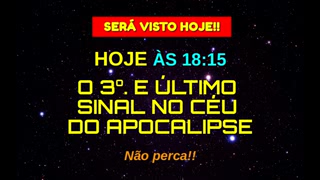 SERÁ VISTO HOJE!!
HOJE ÀS 18:15
O 3º. E ÚLTIMO
SINAL NO CÉU
DO APOCALIPSE
Não perca!!